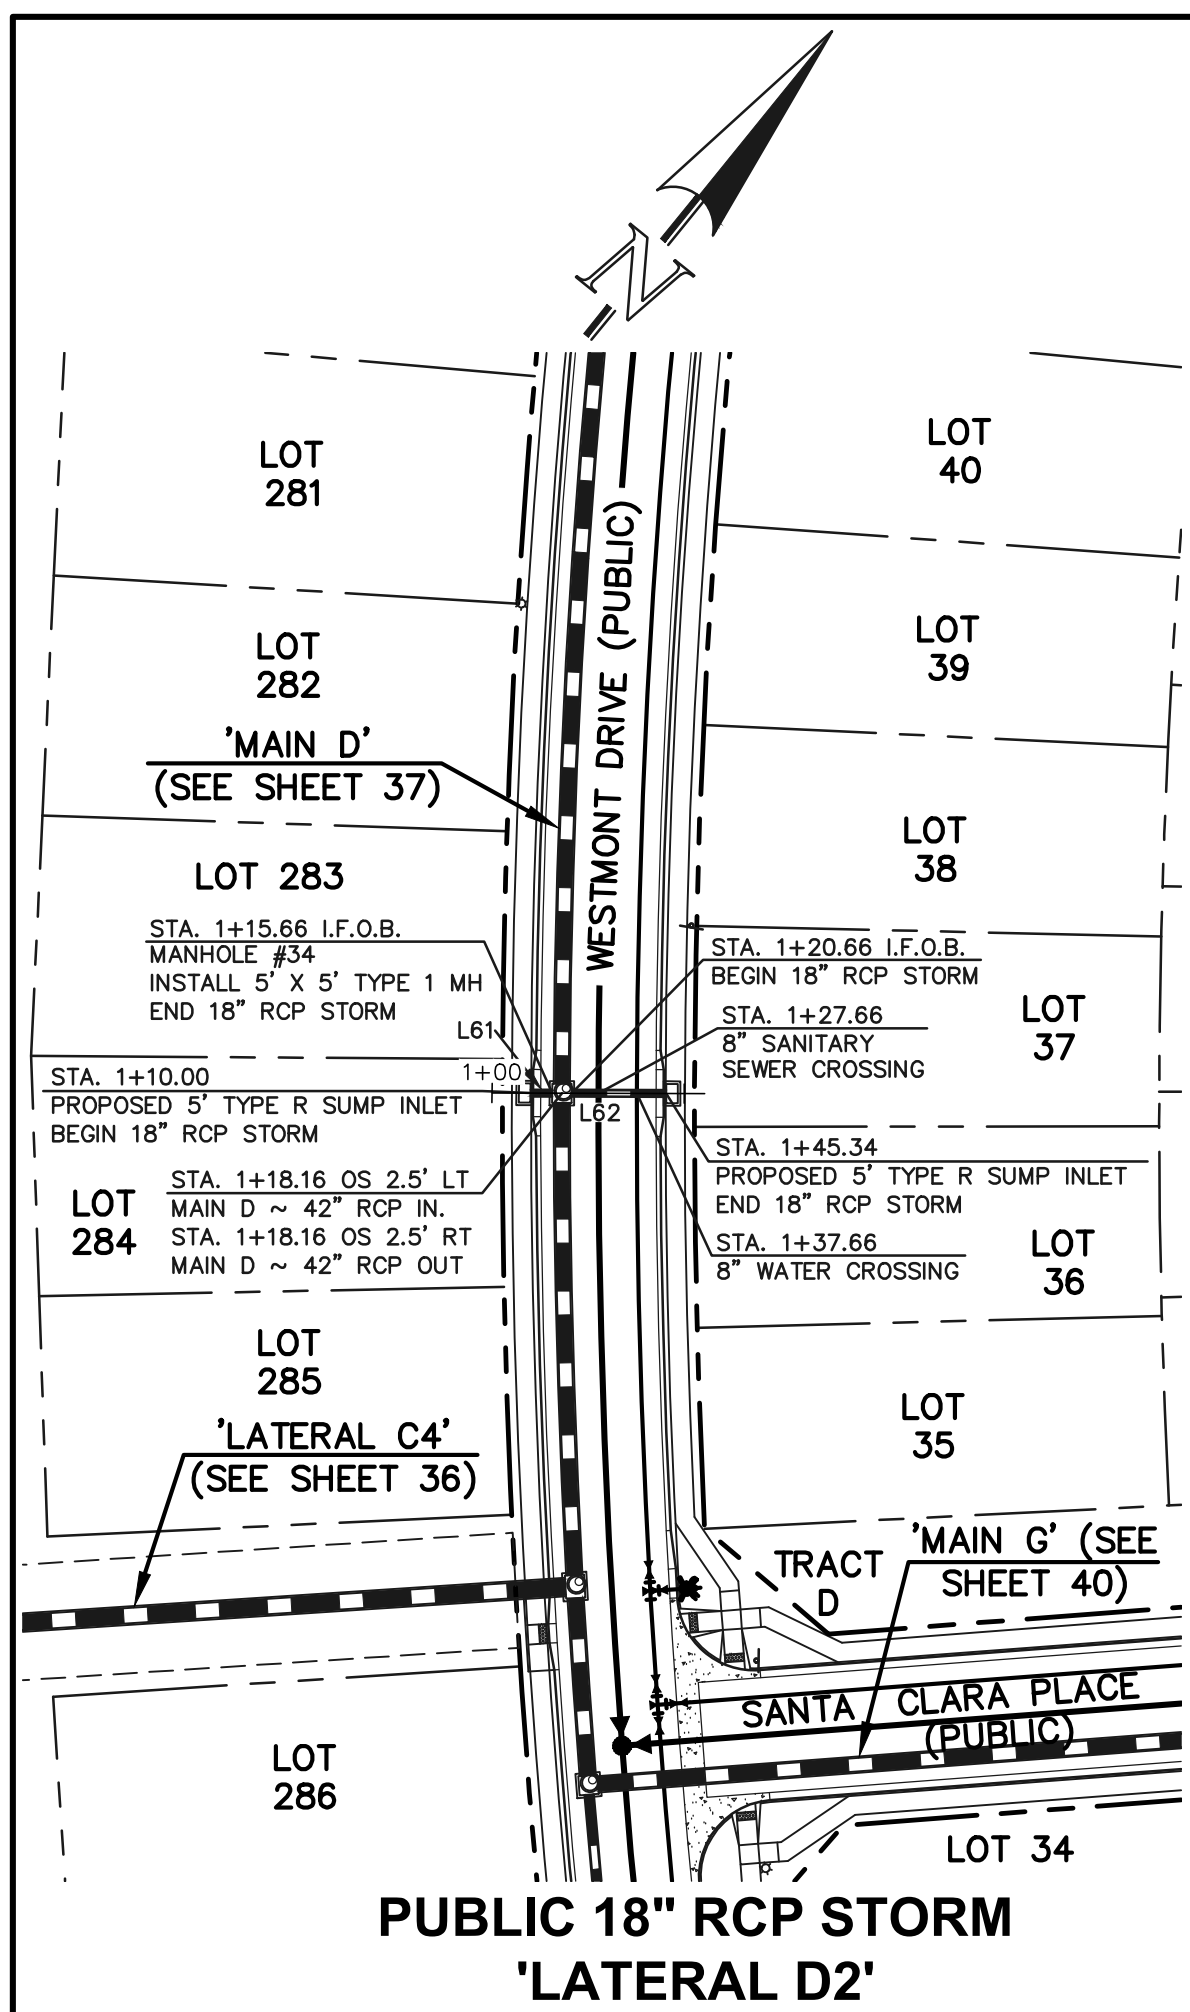 N
LOT
281
LOT
40
LOT
282
LOT
39
'MAIN D'
(SEE SHEET 37)
WESTMONT DRIVE (PUBLIC)
LOT
38
LOT 283
STA. 1+15.66 I.F.O.B.
MANHOLE #34
INSTALL 5' X 5' TYPE 1 MH
END 18" RCP STORM
L61
1+00
STA. 1+20.66 I.F.O.B.
BEGIN 18" RCP STORM
STA. 1+27.66
8" SANITARY
SEWER CROSSING
LOT
37
STA. 1+10.00
PROPOSED 5' TYPE R SUMP INLET
BEGIN 18" RCP STORM
L62
STA. 1+45.34
PROPOSED 5' TYPE R SUMP INLET
END 18" RCP STORM
LOT
284
STA. 1+18.16 OS 2.5' LT
MAIN D ~ 42" RCP IN.
STA. 1+18.16 OS 2.5' RT
MAIN D ~ 42" RCP OUT
STA. 1+37.66
8" WATER CROSSING
LOT
36
LOT
285
LOT
35
'LATERAL C4'
(SEE SHEET 36)
TRACT
D
'MAIN G' (SEE
SHEET 40)
SANTA CLARA PLACE
(PUBLIC)
LOT
286
LOT 34
PUBLIC 18" RCP STORM
'LATERAL D2'